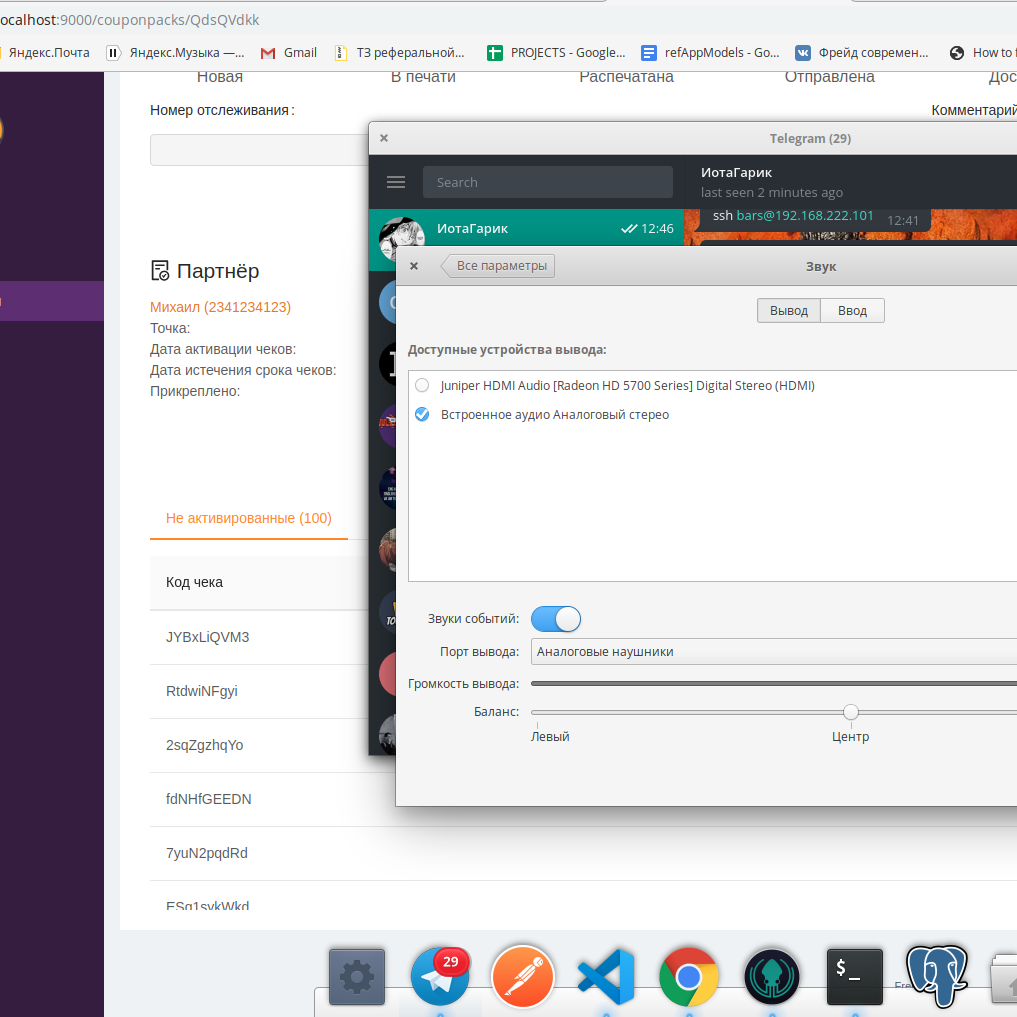 ocalhost:9000/couponpacks/QdsQVdkk
Яндекс.Почта
Яндекс.Музыка —...
Gmail
ТЗ реферальной...
PROJECTS - Google...
refAppModels - Go...
Фрейд современ...
How to f
Новая
В печати
Распечатана
Отправлена
Дос
Номер отслеживания :
Комментарий
Telegram (29)
Search
ИотаГарик
last seen 2 minutes ago
ssh bars@192.168.222.101
12:41
ИотаГарик
12:46
Все параметры
Звук
Вывод
Ввод
Партнёр
Михаил (2341234123)
Точка:
Дата активации чеков:
Дата истечения срока чеков:
Прикреплено:
Доступные устройства вывода:
Juniper HDMI Audio [Radeon HD 5700 Series] Digital Stereo (HDMI)
Встроенное аудио Аналоговый стерео
Не активированные (100)
Код чека
JYBxLiQVM3
RtdwiNFgyi
2sqZgzhqYo
fdNHfGEEDN
7yuN2pqdRd
ESq1svkWkd
Звуки событий:
Порт вывода:
Аналоговые наушники
Громкость вывода:
Баланс:
Левый
Центр
29
$_
Fre